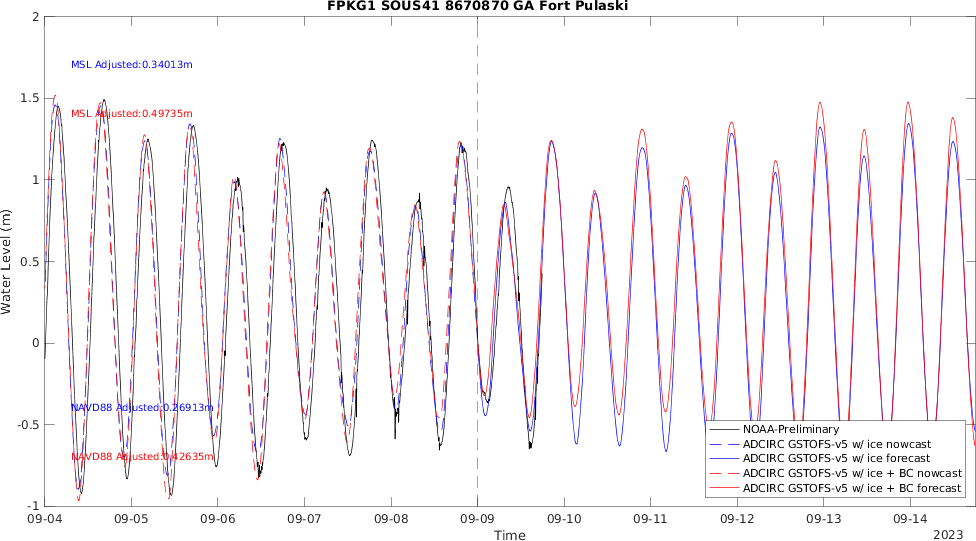 FPKG1 SOUS41 8670870 GA Fort Pulaski
2
MSL Adjusted:0.34013m
1.5
MSL Adjusted:0.49735m
1
Water Level (m)
0.5
0
NAVD88 Adjusted:0.26913m
-0.5
NOAA-Preliminary
ADCIRC GSTOFS-v5 w/ ice nowcast
NAVD88 Adjusted:0.42635m
ADCIRC GSTOFS-v5 w/ ice forecast
ADCIRC GSTOFS-v5 w/ ice + BC nowcast
ADCIRC GSTOFS-v5 w/ ice + BC forecast
-1
09-04 09-05 09-06 09-07 09-08 09-09 09-10 09-11 09-12 09-13 09-14
Time
2023